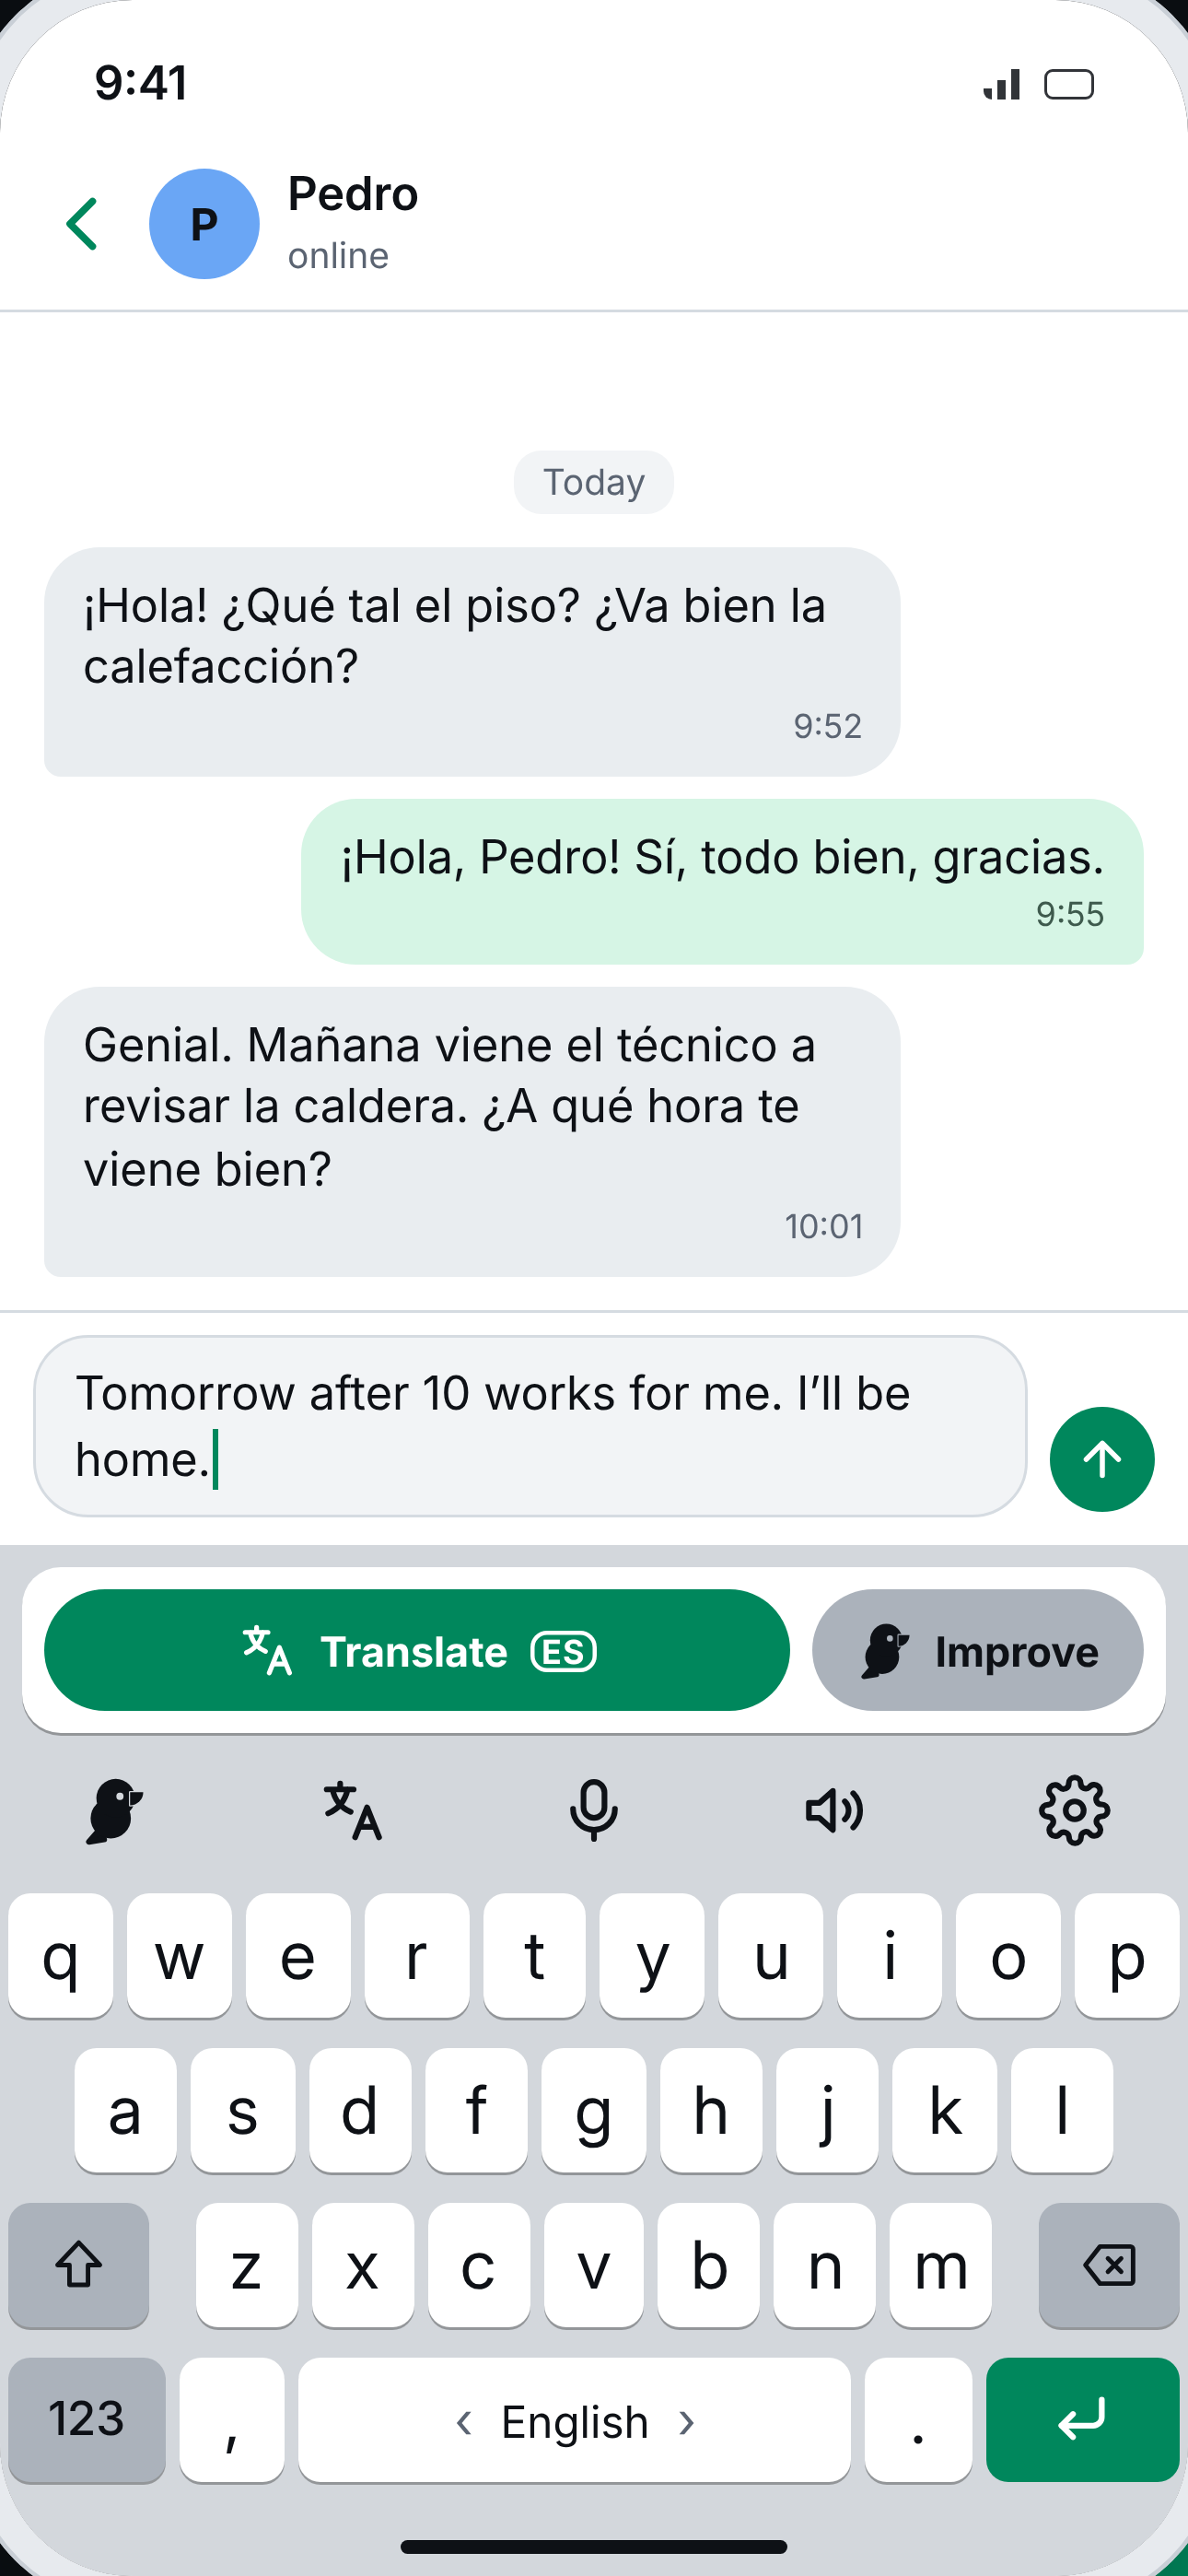 9:41
P
Pedro
online
Today
¡Hola! ¿Qué tal el piso? ¿Va bien la
calefacción?
9:52
¡Hola, Pedro! Sí, todo bien, gracias.
9:55
Genial. Mañana viene el técnico a
revisar la caldera. ¿A qué hora te
viene bien?
10:01
Tomorrow after 10 works for me. I’ll be
home.
Translate ES
Improve
q w e r t y u i o p
a s d f g h j k l
z x c v b n m
123 , ‹ English › .